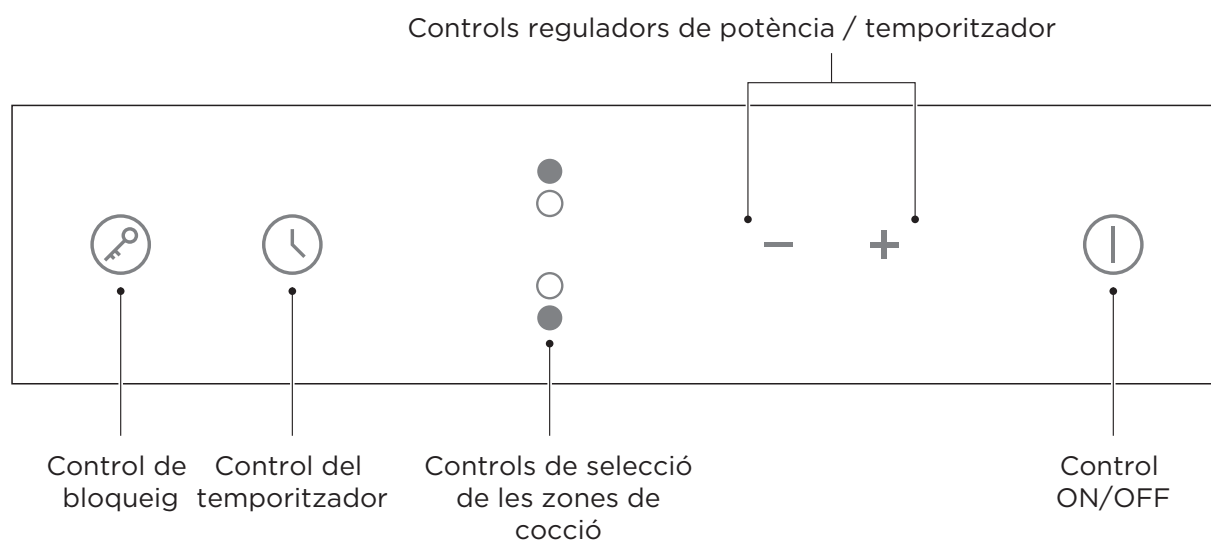 Controls reguladors de potència / temporitzador
Control de
bloqueig
Control del
temporitzador
Controls de selecció
de les zones de
cocció
Control
ON/OFF